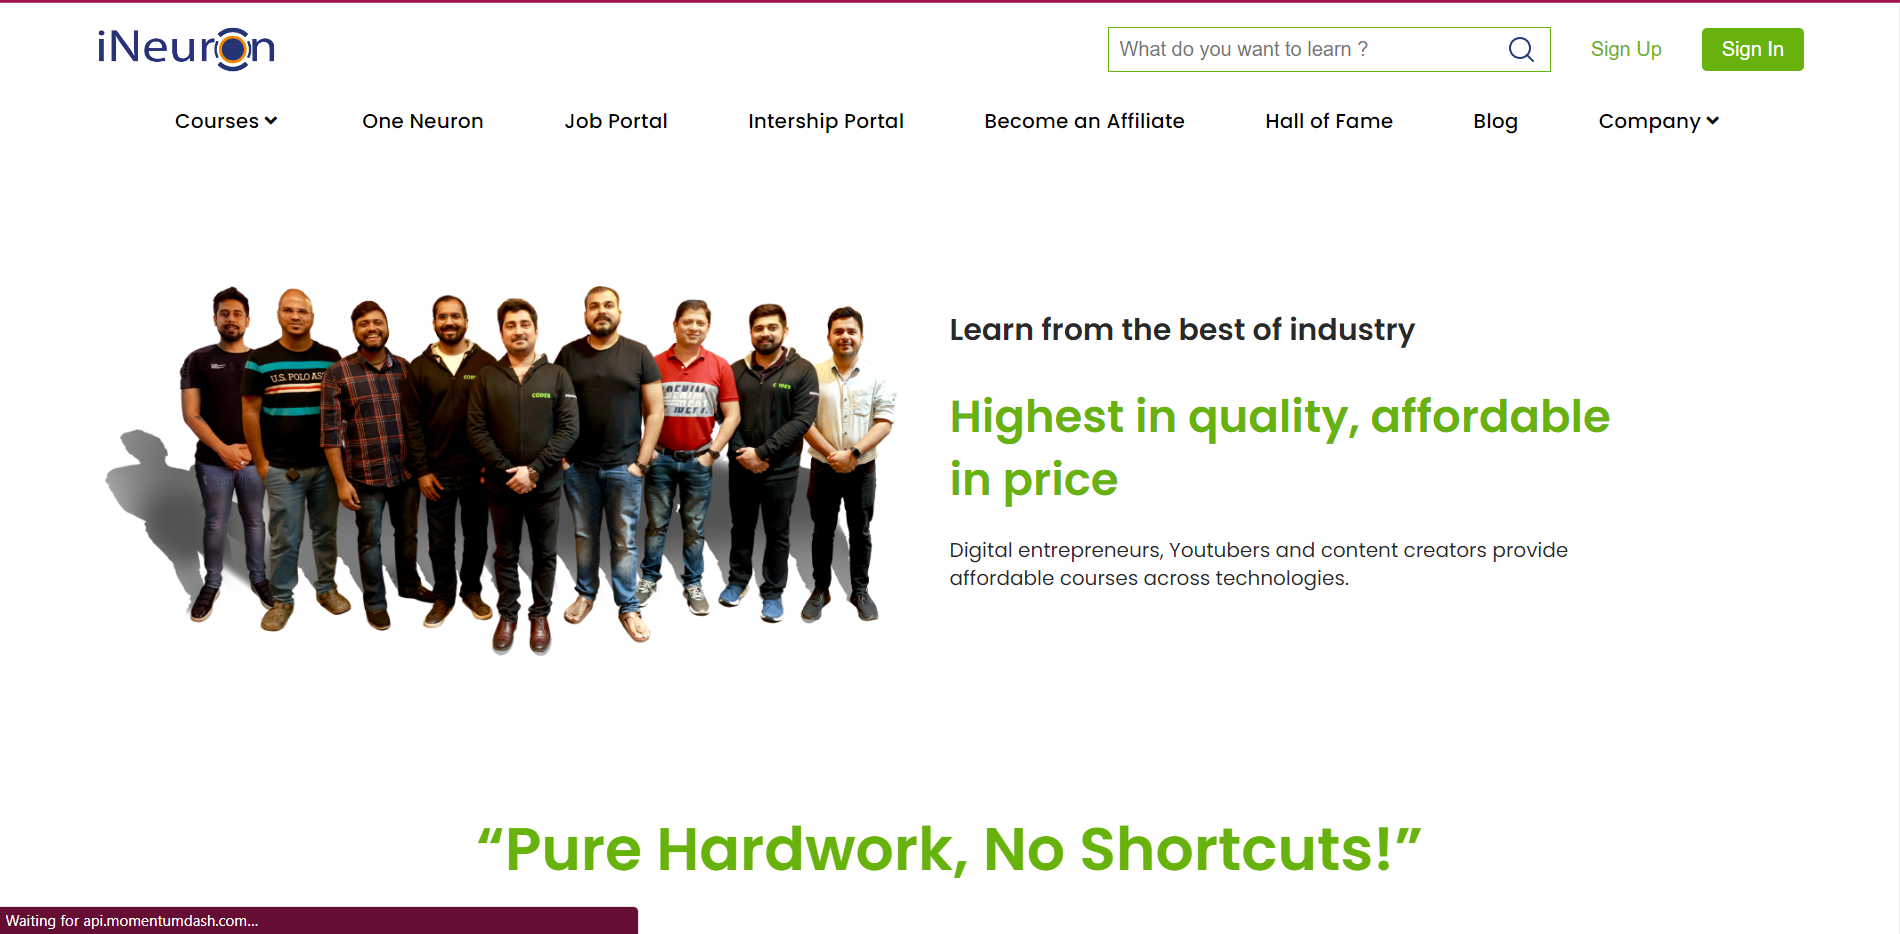 iNeuron
What do you want to learn ?
Sign Up
Sign In
Courses
One Neuron
Job Portal
Intership Portal
Become an Affiliate
Hall of Fame
Blog
Company
U.S. POLO AS
CODER
Learn from the best of industry
Highest in quality, affordable
in price
Digital entrepreneurs, Youtubers and content creators provide
affordable courses across technologies.
“Pure Hardwork, No Shortcuts!”
Waiting for api.momentumdash.com...